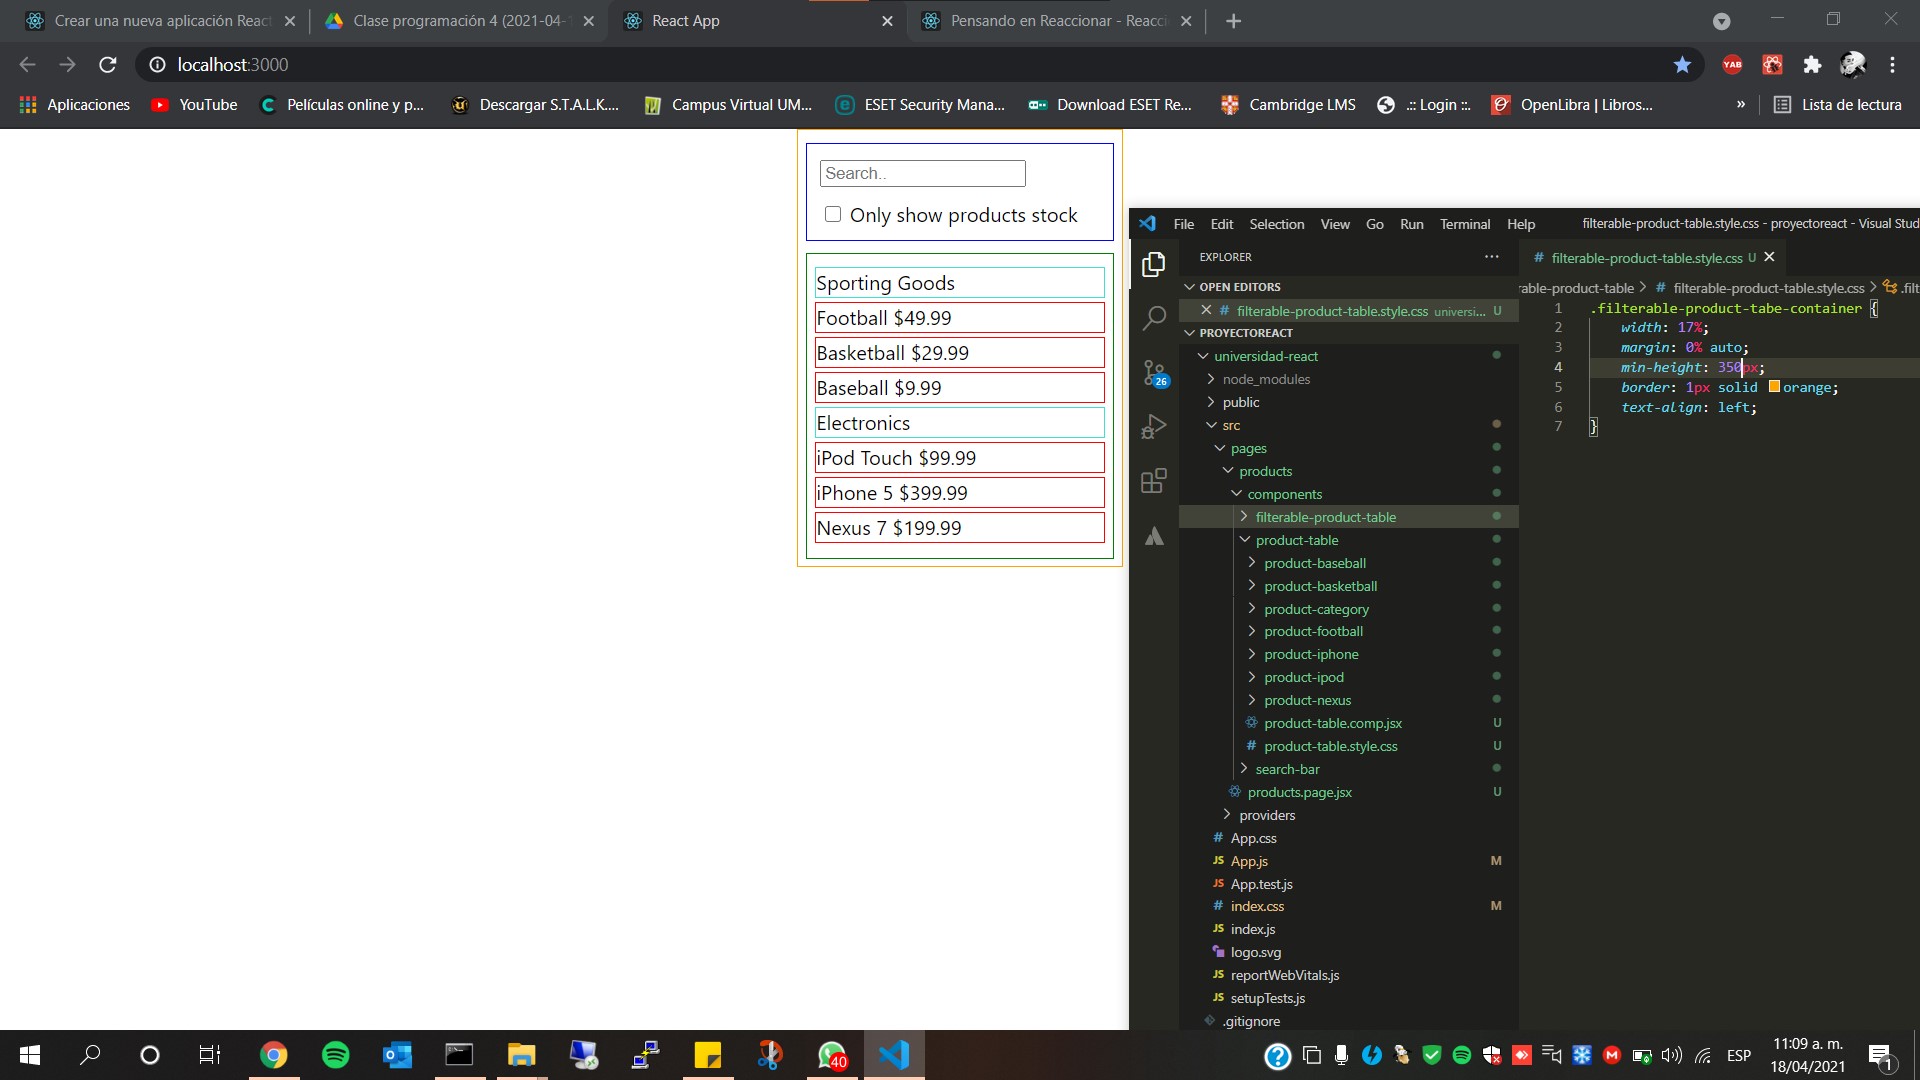 Crear una nueva aplicación React
Clase programación 4 (2021-04-1
React App
Pensando en Reaccionar - Reacci
localhost:3000
YAB
Aplicaciones
YouTube
Películas online y p...
Descargar S.T.A.L.K....
Campus Virtual UM...
ESET Security Mana...
Download ESET Re...
Cambridge LMS
.:: Login ::.
OpenLibra | Libros...
»
Lista de lectura
Search..
Only show products stock
Sporting Goods
Football $49.99
Basketball $29.99
Baseball $9.99
Electronics
iPod Touch $99.99
iPhone 5 $399.99
Nexus 7 $199.99
File Edit Selection View Go Run Terminal Help
filterable-product-table.style.css - proyectoreact - Visual Stud
EXPLORER
OPEN EDITORS
# filterable-product-table.style.css universi... U
PROYECTOREACT
universidad-react
node_modules
public
src
pages
products
components
filterable-product-table
product-table
product-baseball
product-basketball
product-category
product-football
product-iphone
product-ipod
product-nexus
product-table.comp.jsx U
# product-table.style.css U
search-bar
products.page.jsx U
providers
# App.css
JS App.js M
JS App.test.js
# index.css M
JS index.js
logo.svg
JS reportWebVitals.js
JS setupTests.js
.gitignore
26
# filterable-product-table.style.css U
rable-product-table > # filterable-product-table.style.css > .filt
1 .filterable-product-tabe-container {
2 width: 17%;
3 margin: 0% auto;
4 min-height: 350px;
5 border: 1px solid orange;
6 text-align: left;
7 }
40
ESP
11:09 a. m.
18/04/2021
1